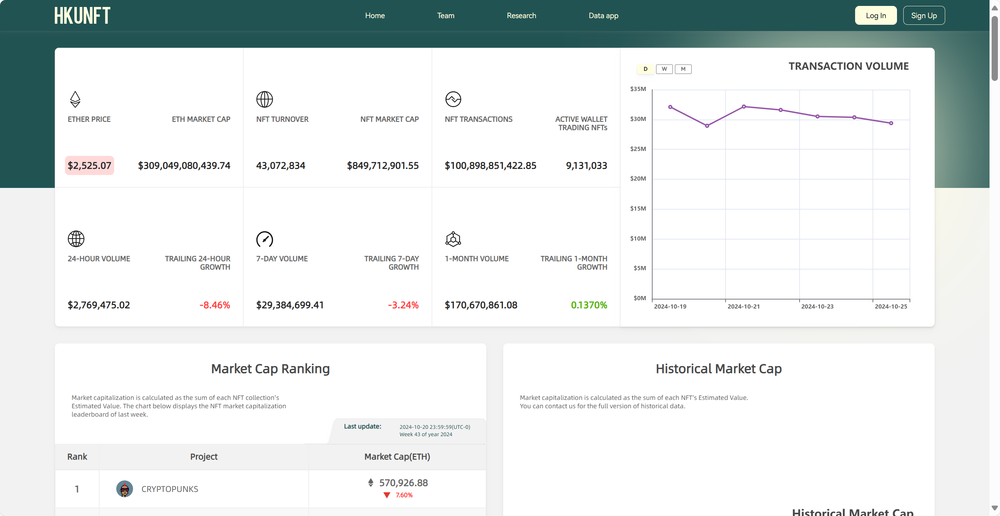 HKUNFT
Home
Team
Research
Data app
Log In
Sign Up
ETHER PRICE
ETH MARKET CAP
$2,525.07
$309,049,080,439.74
NFT TURNOVER
NFT MARKET CAP
43,072,834
$849,712,901.55
NFT TRANSACTIONS
ACTIVE WALLET
TRADING NFTs
$100,898,851,422.85
9,131,033
24-HOUR VOLUME
TRAILING 24-HOUR
GROWTH
$2,769,475.02
-8.46%
7-DAY VOLUME
TRAILING 7-DAY
GROWTH
$29,384,699.41
-3.24%
1-MONTH VOLUME
TRAILING 1-MONTH
GROWTH
$170,670,861.08
0.1370%
D
W
M
TRANSACTION VOLUME
$35M
$30M
$25M
$20M
$15M
$10M
$5M
$0M
2024-10-19
2024-10-21
2024-10-23
2024-10-25
Market Cap Ranking
Market capitalization is calculated as the sum of each NFT collection's
Estimated Value. The chart below displays the NFT market capitalization
leaderboard of last week.
Last update:
2024-10-20 23:59:59(UTC-0)
Week 43 of year 2024
Rank
Project
Market Cap(ETH)
1
CRYPTOPUNKS
570,926.88
7.60%
Historical Market Cap
Market capitalization is calculated as the sum of each NFT's Estimated Value.
You can contact us for the full version of historical data.
Historical Market Cap